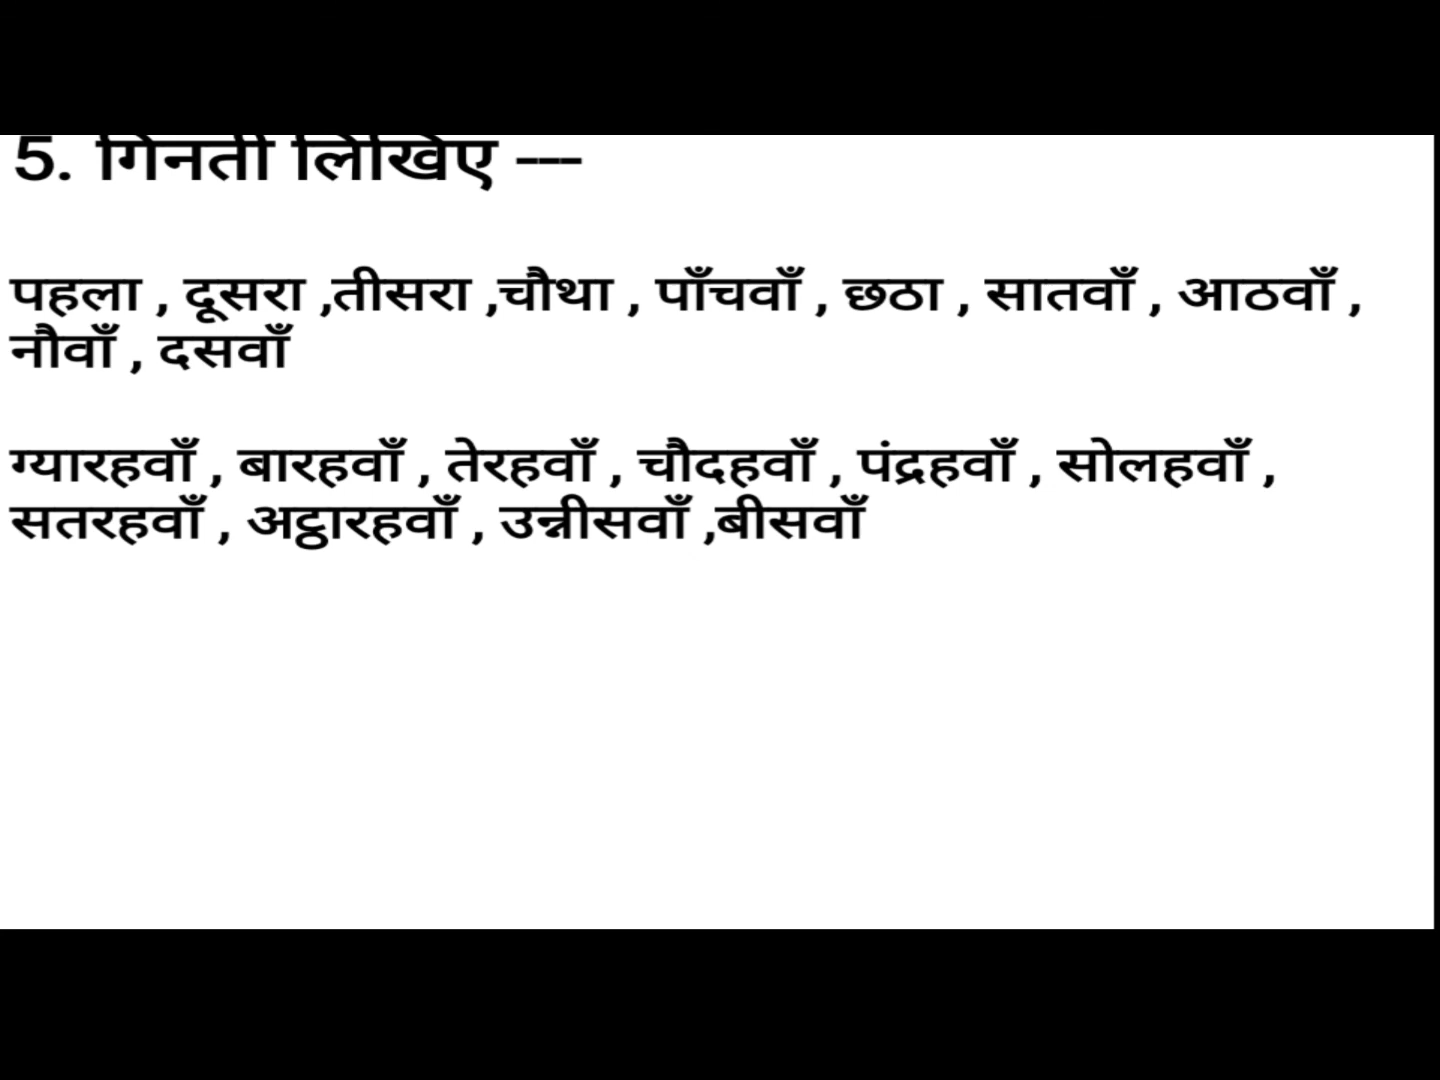 5. गिनती लिखिए ---
पहला , दूसरा ,तीसरा ,चौथा , पाँचवाँ , छठा , सातवाँ , आठवाँ ,
नौवाँ , दसवाँ
ग्यारहवाँ , बारहवाँ , तेरहवाँ , चौदहवाँ , पंद्रहवाँ , सोलहवाँ ,
सतरहवाँ , अट्ठारहवाँ , उन्नीसवाँ ,बीसवाँ